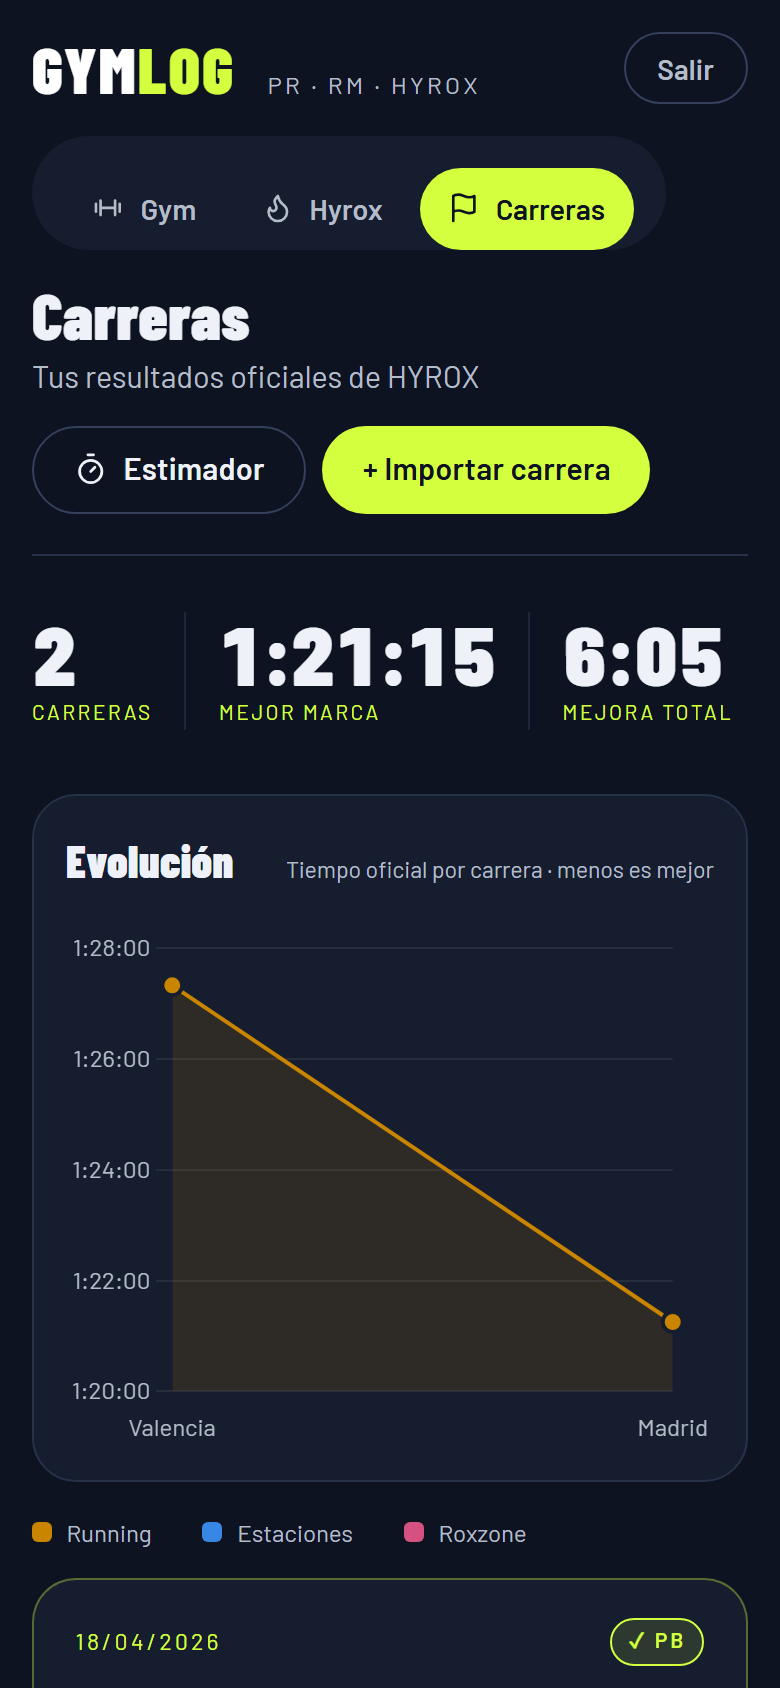 GYMLOG PR · RM · HYROX Salir
Gym Hyrox Carreras
Carreras
Tus resultados oficiales de HYROX
Estimador + Importar carrera
2 1:21:15 6:05
CARRERAS MEJOR MARCA MEJORA TOTAL
Evolución Tiempo oficial por carrera · menos es mejor
1:28:00
1:26:00
1:24:00
1:22:00
1:20:00
Valencia Madrid
Running Estaciones Roxzone
18/04/2026 ✓ PB